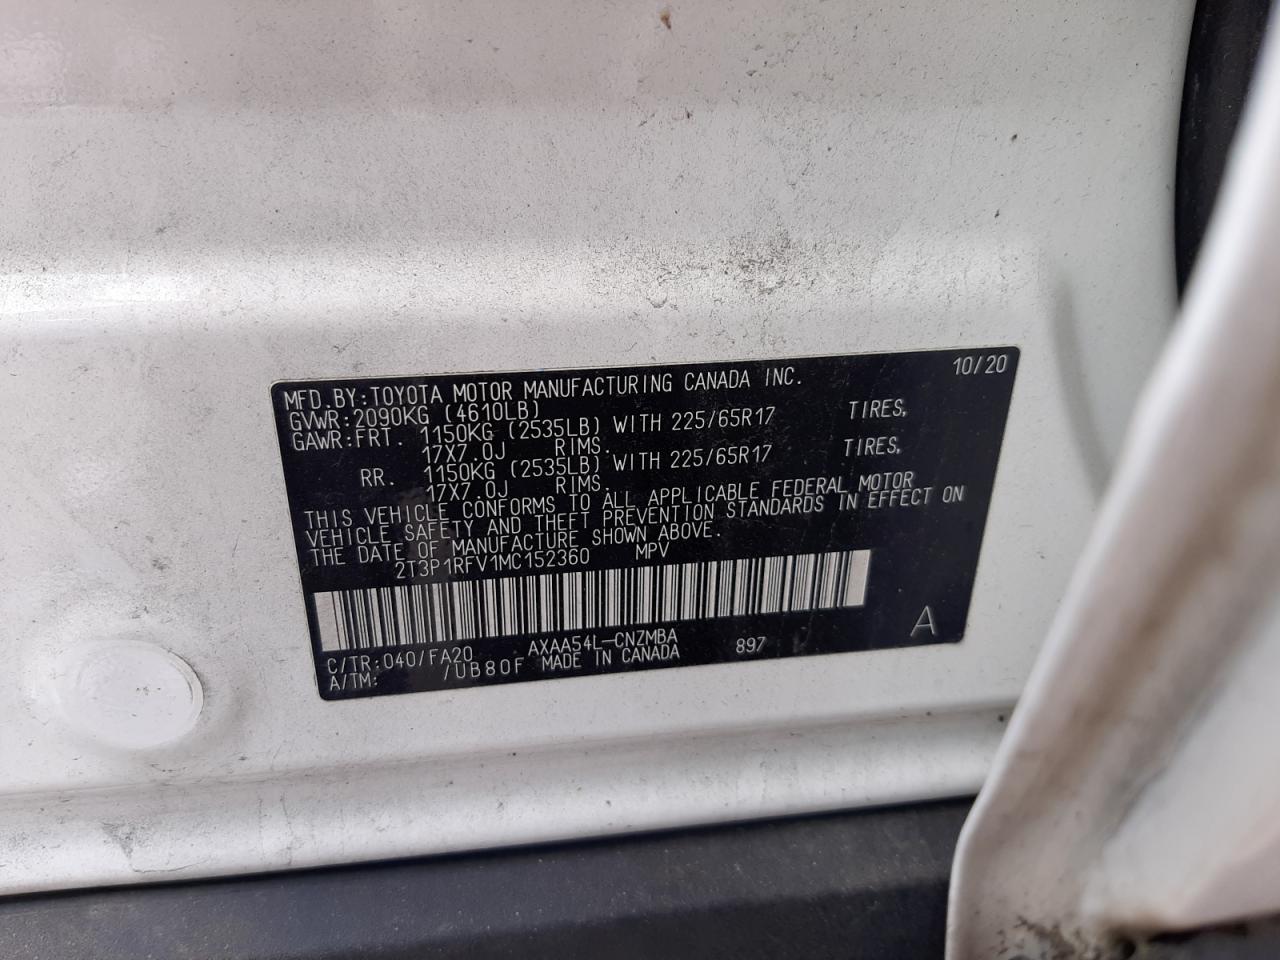 10/20
MFD.BY:TOYOTA MOTOR MANUFACTURING CANADA INC.
GVWR:2090KG (4610LB)
GAWR:FRT. 1150KG (2535LB) WITH 225/65R17 TIRES,
17X7.0J RIMS.
RR. 1150KG (2535LB) WITH 225/65R17 TIRES,
17X7.0J RIMS.
THIS VEHICLE CONFORMS TO ALL APPLICABLE FEDERAL MOTOR
VEHICLE SAFETY AND THEFT PREVENTION STANDARDS IN EFFECT ON
THE DATE OF MANUFACTURE SHOWN ABOVE.
2T3P1RFV1MC152360 MPV
C/TR:040/FA20 AXAA54L-CNZMBA 897 A
A/TM: /UB80F MADE IN CANADA